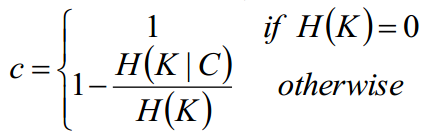 c = { 1 if H(K)=0
1 − H(K|C) / H(K) otherwise